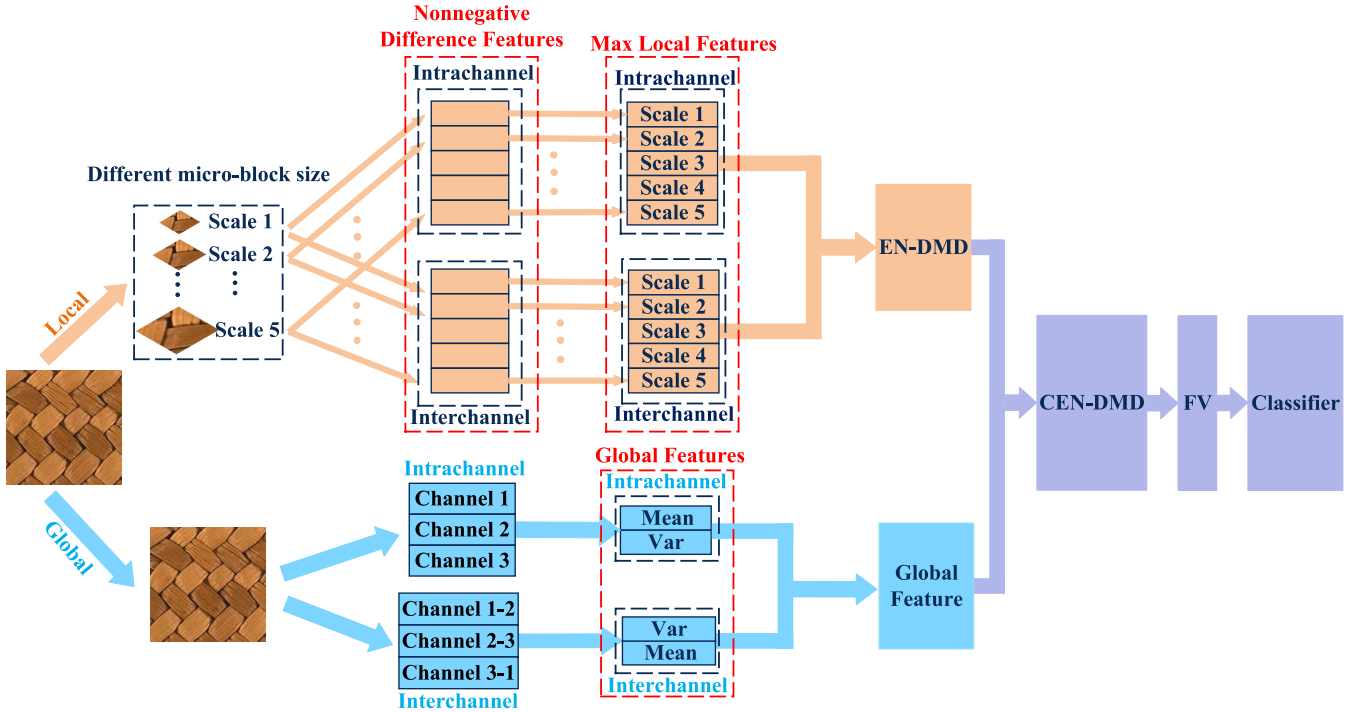 Nonnegative
Difference Features
Max Local Features
Intrachannel
Intrachannel
Scale 1
Scale 2
Scale 3
Scale 4
Scale 5
Different micro-block size
Scale 1
Scale 2
Scale 5
Local
EN-DMD
Scale 1
Scale 2
Scale 3
Scale 4
Scale 5
Interchannel
Interchannel
CEN-DMD
FV
Classifier
Global
Intrachannel
Channel 1
Channel 2
Channel 3
Channel 1-2
Channel 2-3
Channel 3-1
Interchannel
Global Features
Intrachannel
Mean
Var
Var
Mean
Interchannel
Global
Feature